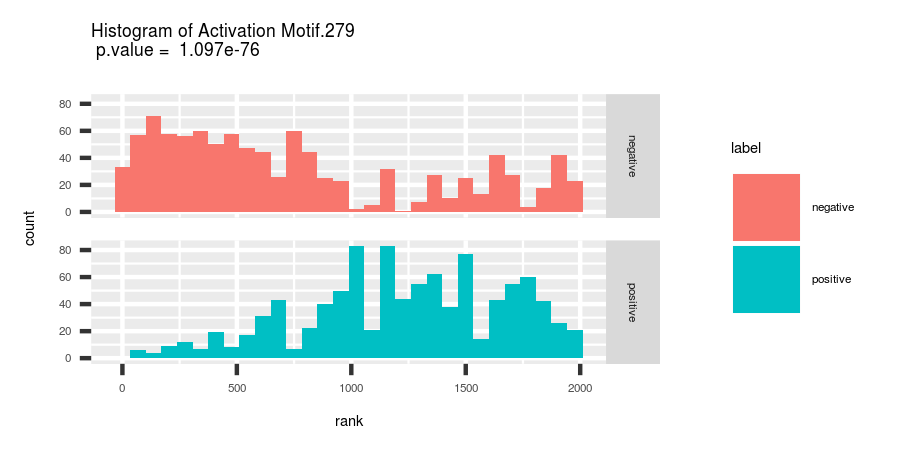 Histogram of Activation Motif.279
p.value = 1.097e-76
count
80
60
40
20
0
negative
80
60
40
20
0
positive
0 500 1000 1500 2000
rank
label
negative
positive